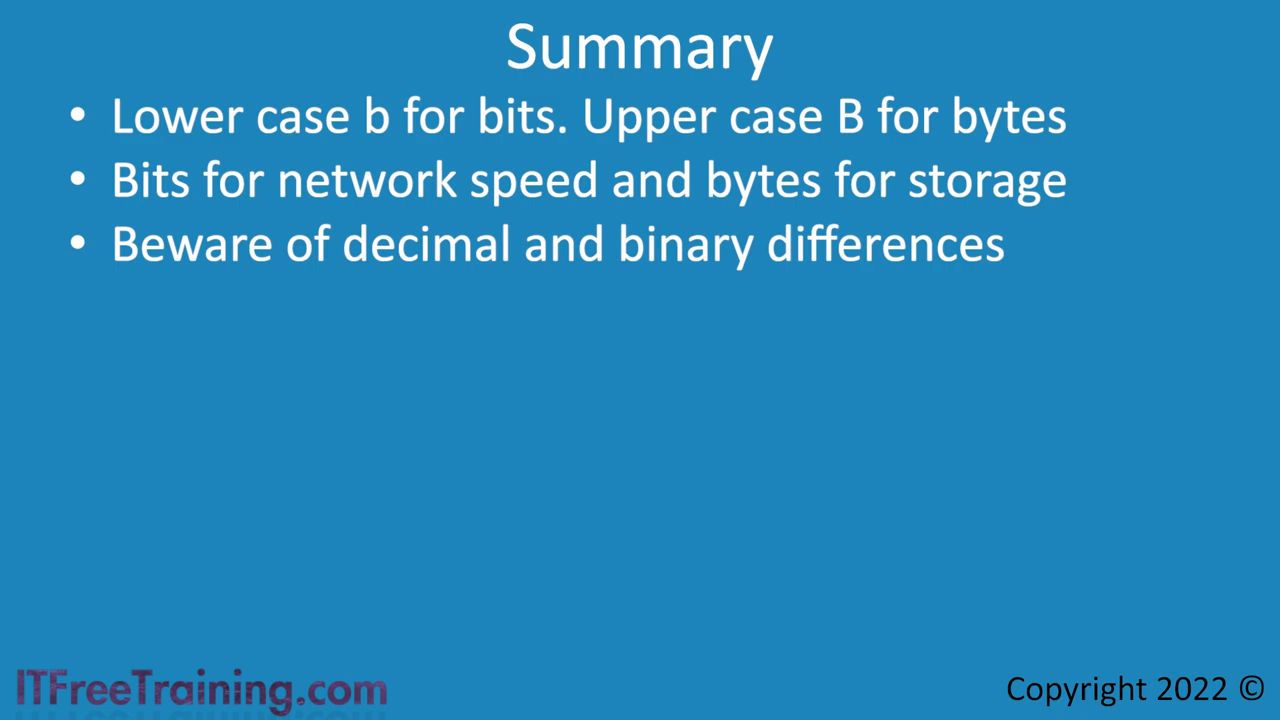 Summary
• Lower case b for bits. Upper case B for bytes
• Bits for network speed and bytes for storage
• Beware of decimal and binary differences
ITFreeTraining.com
Copyright 2022 ©